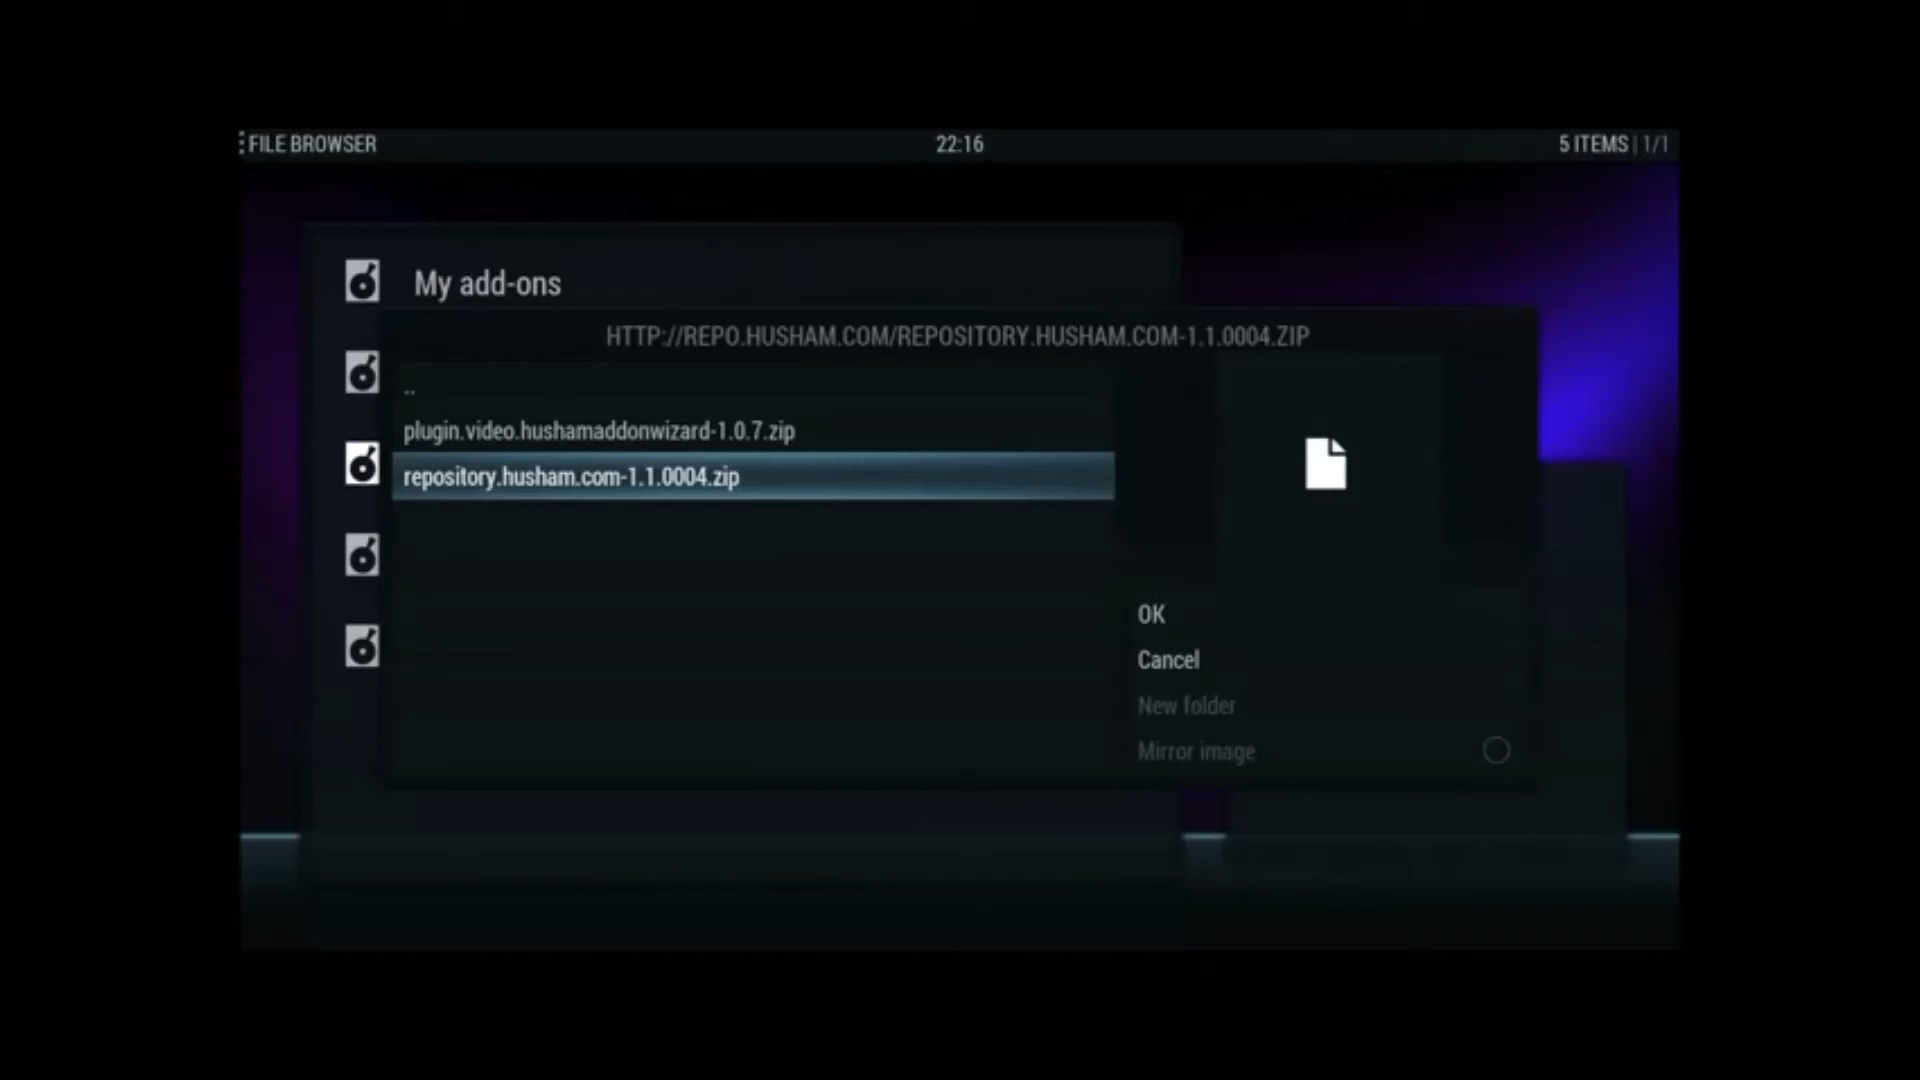 FILE BROWSER
22:16
5 ITEMS | 1/1
My add-ons
HTTP://REPO.HUSHAM.COM/REPOSITORY.HUSHAM.COM-1.1.0004.ZIP
..
plugin.video.hushamaddonwizard-1.0.7.zip
repository.husham.com-1.1.0004.zip
OK
Cancel
New folder
Mirror image